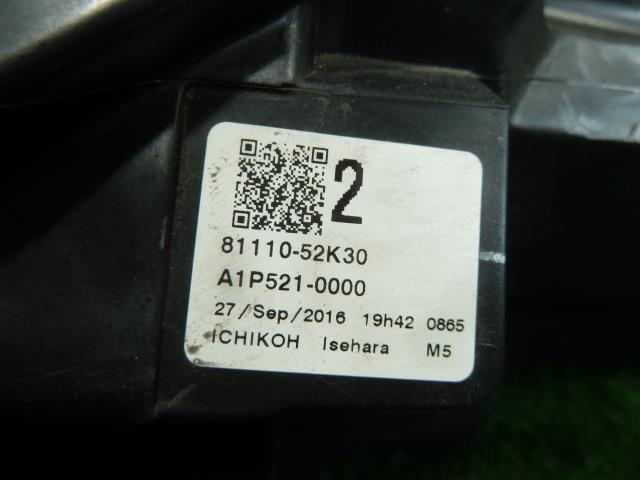 2
81110-52K30
A1P521-0000
27/Sep/2016 19h42 0865
ICHIKOH Isehara M5